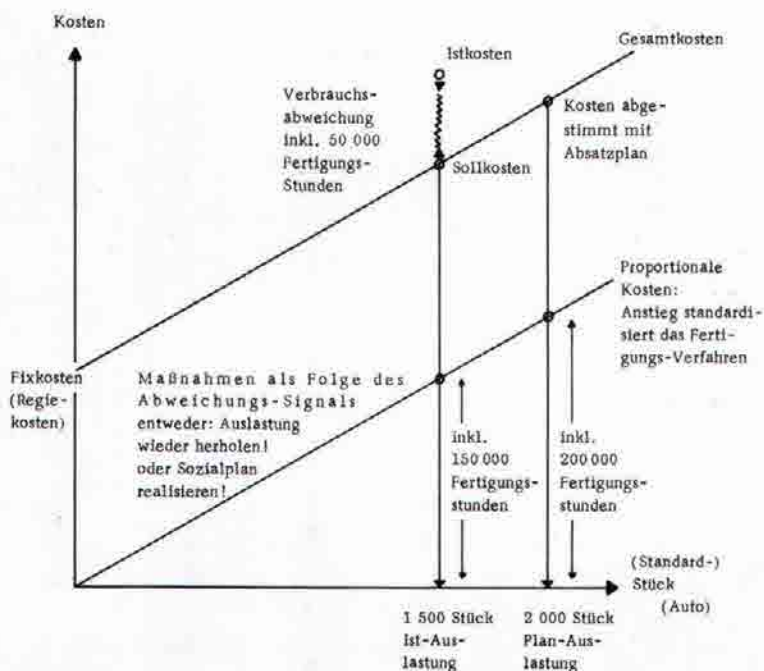 Kosten
Istkosten
Gesamtkosten
Verbrauchs-
abweichung
inkl. 50 000
Fertigungs-
Stunden
Kosten abge-
stimmt mit
Absatzplan
Sollkosten
Proportionale
Kosten:
Anstieg standardi-
siert das Ferti-
gungs-Verfahren
Fixkosten
(Regie-
kosten)
Maßnahmen als Folge des
Abweichungs-Signals
entweder: Auslastung
wieder herholen!
oder Sozialplan
realisieren!
inkl.
150 000
Fertigungs-
stunden
inkl.
200 000
Fertigungs-
stunden
(Standard-)
Stück
(Auto)
1 500 Stück
Ist-Aus-
lastung
2 000 Stück
Plan-Aus-
lastung